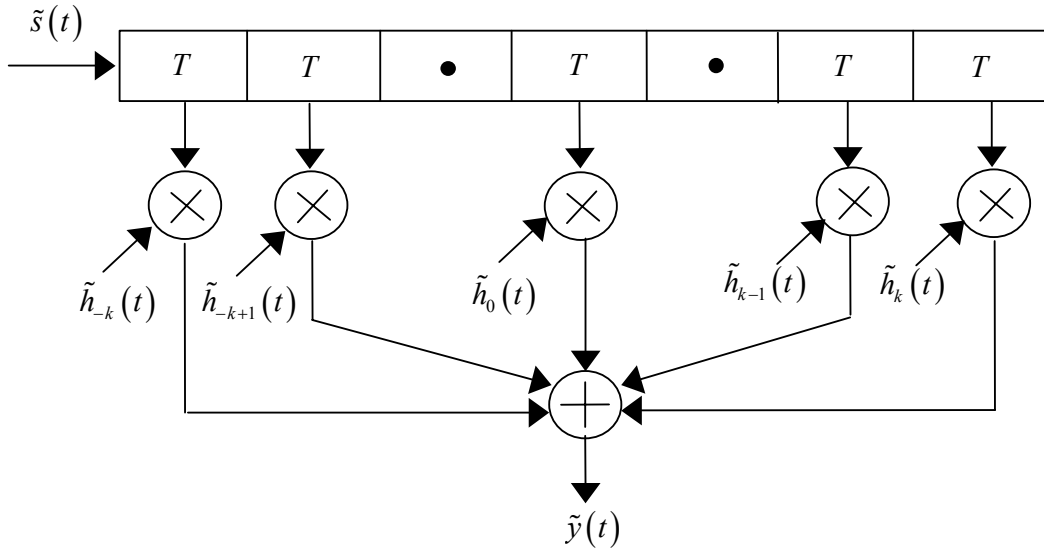 s̃(t)
T T • T • T T
h̃₋ₖ(t) h̃₋ₖ₊₁(t) h̃₀(t) h̃ₖ₋₁(t) h̃ₖ(t)
ỹ(t)